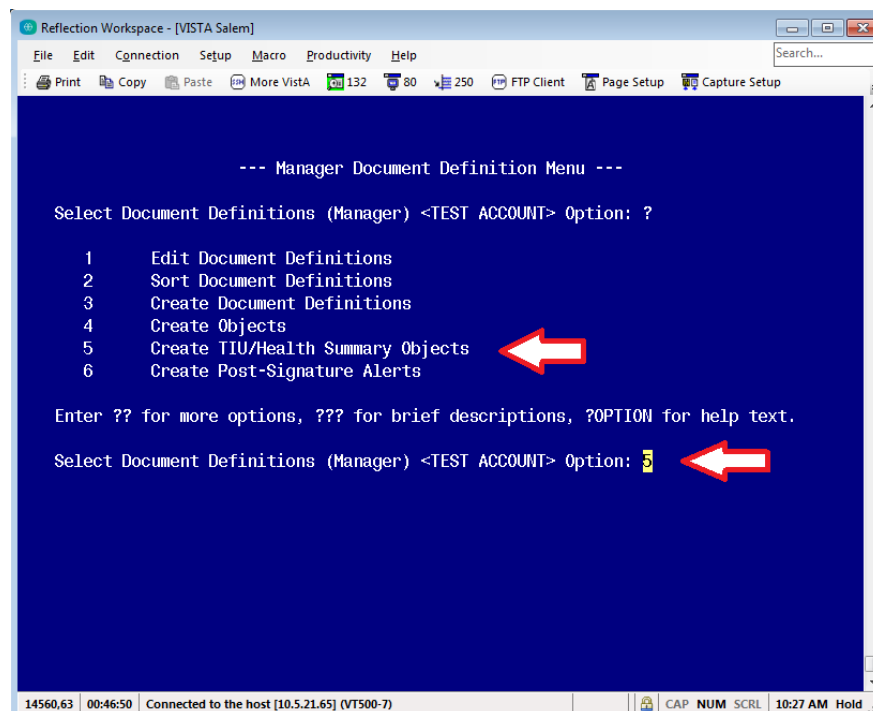 Reflection Workspace - [VISTA Salem]
File Edit Connection Setup Macro Productivity Help Search...
Print Copy Paste More VistA 132 80 250 FTP Client Page Setup Capture Setup
--- Manager Document Definition Menu ---
Select Document Definitions (Manager) <TEST ACCOUNT> Option: ?
1 Edit Document Definitions
2 Sort Document Definitions
3 Create Document Definitions
4 Create Objects
5 Create TIU/Health Summary Objects
6 Create Post-Signature Alerts
Enter ?? for more options, ??? for brief descriptions, ?OPTION for help text.
Select Document Definitions (Manager) <TEST ACCOUNT> Option: 5
14560,63 00:46:50 Connected to the host [10.5.21.65] (VT500-7) CAP NUM SCRL 10:27 AM Hold